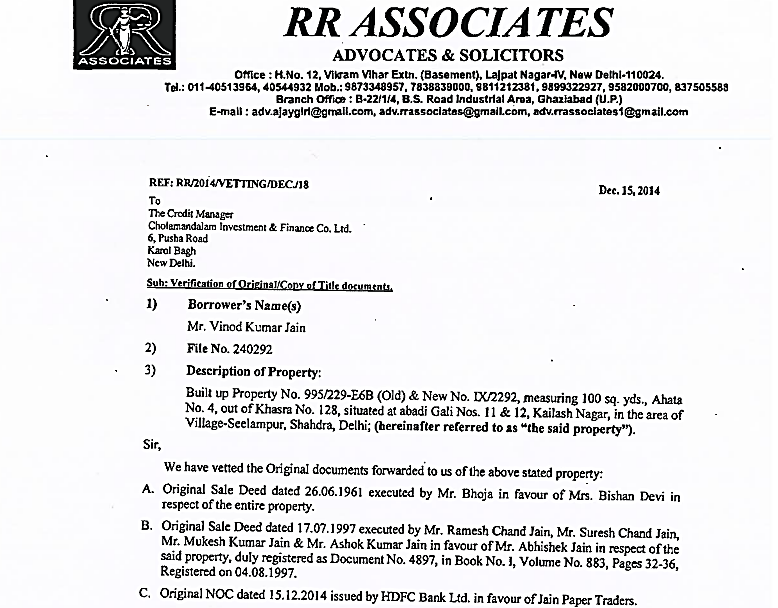 RR ASSOCIATES
ASSOCIATES
ADVOCATES & SOLICITORS
Office : H.No. 12, Vikram Vihar Extn. (Basement), Lajpat Nagar-IV, New Delhi-110024.
Tel.: 011-40513964, 40544932 Mob.: 9873348957, 7838839000, 9811212381, 9899322927, 9582000700, 837505588
Branch Office : B-22/1/4, B.S. Road Industrial Area, Ghaziabad (U.P.)
E-mail : adv.ajaygiri@gmail.com, adv.rrassociates@gmail.com, adv.rrassociates1@gmail.com
REF: RR/2014/VETTING/DEC./18
Dec. 15, 2014
To
The Credit Manager
Cholamandalam Investment & Finance Co. Ltd.
6, Pusha Road
Karol Bagh
New Delhi.
Sub: Verification of Original/Copy of Title documents.
1) Borrower's Name(s)
Mr. Vinod Kumar Jain
2) File No. 240292
3) Description of Property:
Built up Property No. 995/229-E6B (Old) & New No. IX/2292, measuring 100 sq. yds., Ahata
No. 4, out of Khasra No. 128, situated at abadi Gali Nos. 11 & 12, Kailash Nagar, in the area of
Village-Seelampur, Shahdra, Delhi; (hereinafter referred to as "the said property").
Sir,
We have vetted the Original documents forwarded to us of the above stated property:
A. Original Sale Deed dated 26.06.1961 executed by Mr. Bhoja in favour of Mrs. Bishan Devi in
respect of the entire property.
B. Original Sale Deed dated 17.07.1997 executed by Mr. Ramesh Chand Jain, Mr. Suresh Chand Jain,
Mr. Mukesh Kumar Jain & Mr. Ashok Kumar Jain in favour of Mr. Abhishek Jain in respect of the
said property, duly registered as Document No. 4897, in Book No. I, Volume No. 883, Pages 32-36,
Registered on 04.08.1997.
C. Original NOC dated 15.12.2014 issued by HDFC Bank Ltd. in favour of Jain Paper Traders.